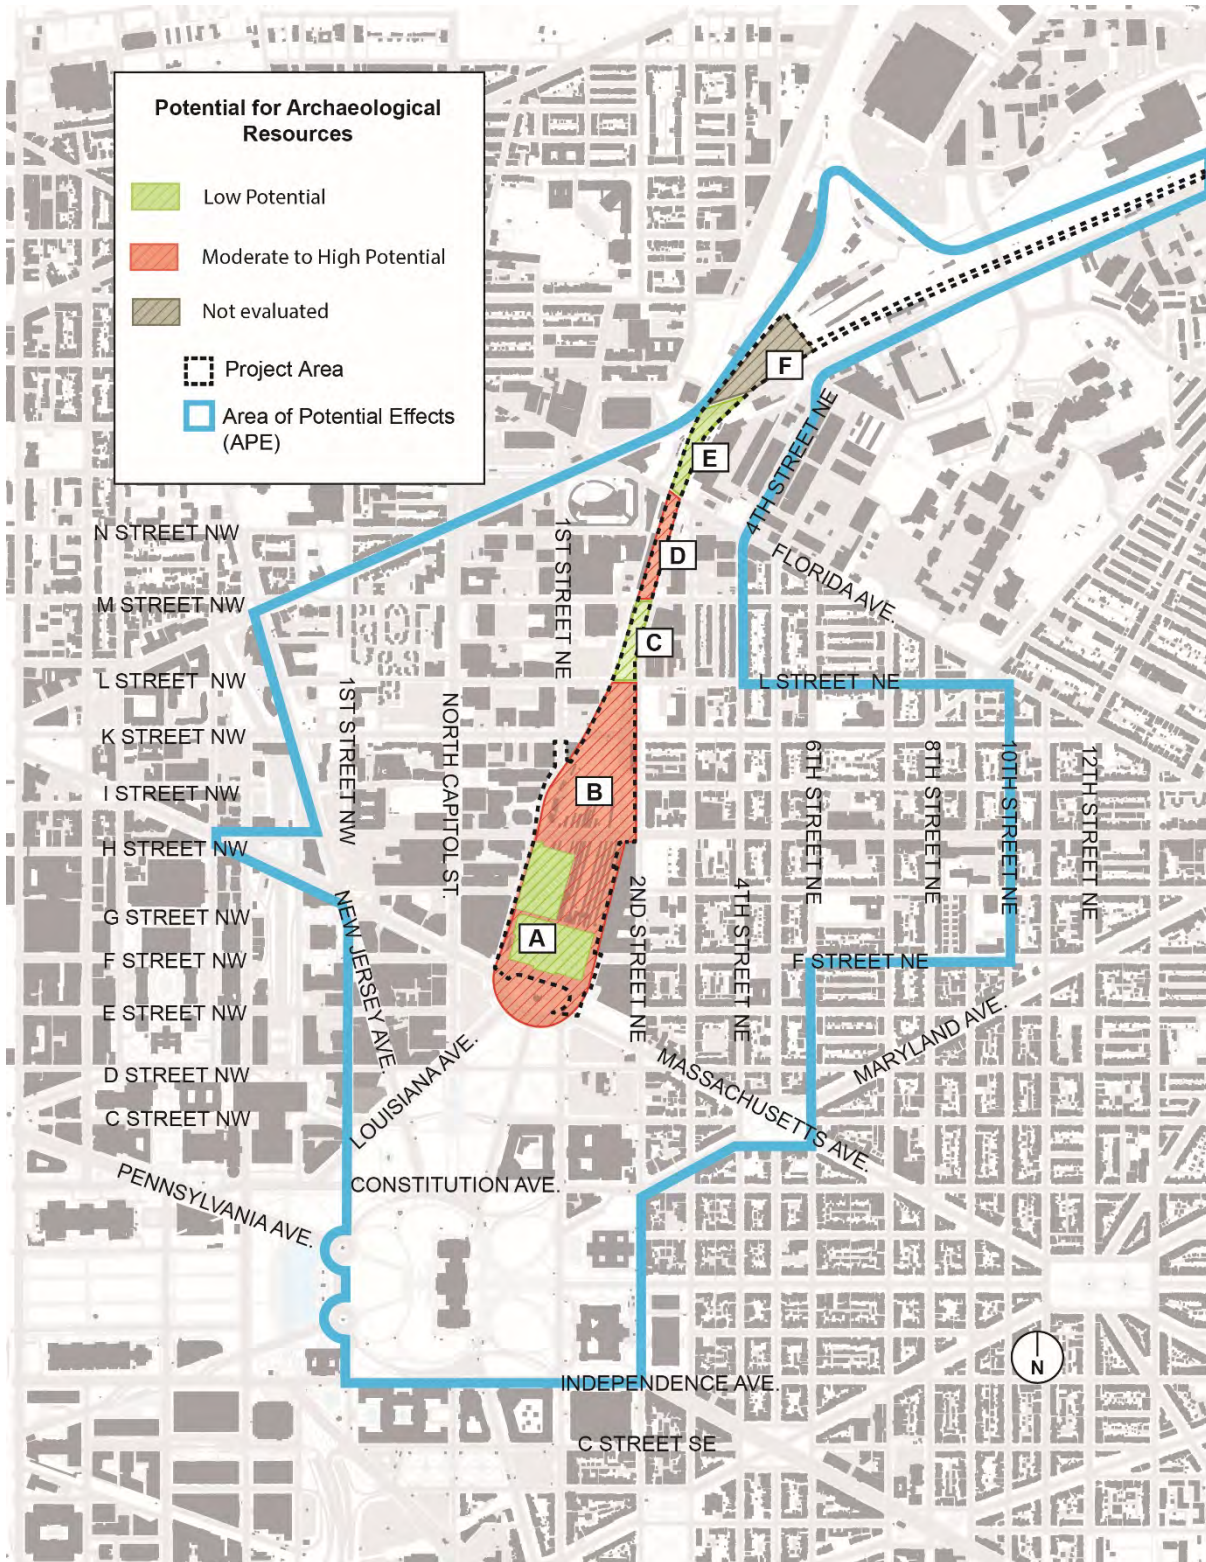 Potential for Archaeological
Resources
Low Potential
Moderate to High Potential
Not evaluated
Project Area
Area of Potential Effects
(APE)
F
E
D
C
B
A
4TH STREET NE
FLORIDA AVE.
N STREET NW
M STREET NW
L STREET NW
K STREET NW
I STREET NW
H STREET NW
G STREET NW
F STREET NW
E STREET NW
D STREET NW
C STREET NW
1ST STREET NW
NORTH CAPITOL ST.
1ST STREET NE
L STREET NE
2ND STREET NE
4TH STREET NE
6TH STREET NE
8TH STREET NE
10TH STREET NE
12TH STREET NE
F STREET NE
NEW JERSEY AVE.
LOUISIANA AVE.
MASSACHUSETTS AVE.
MARYLAND AVE.
PENNSYLVANIA AVE.
CONSTITUTION AVE.
INDEPENDENCE AVE.
C STREET SE
N